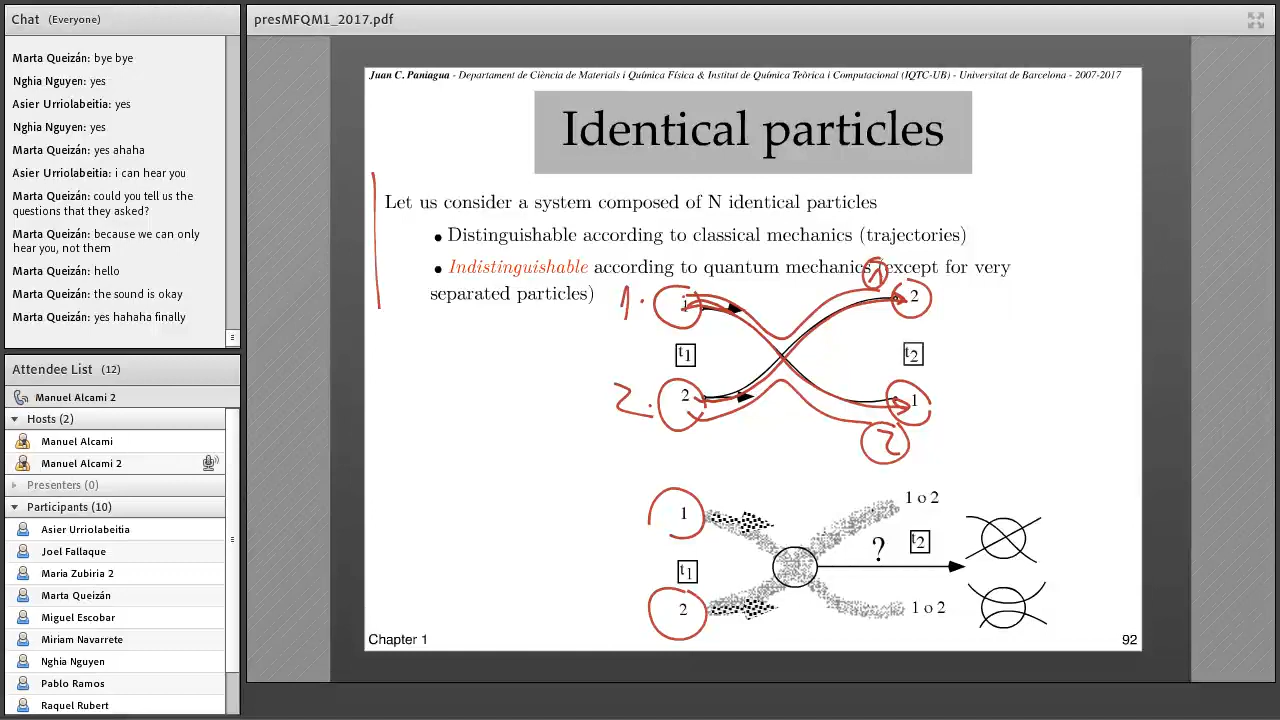 Chat (Everyone)
Marta Queizán: bye bye
Nghia Nguyen: yes
Asier Urriolabeitia: yes
Nghia Nguyen: yes
Marta Queizán: yes ahaha
Asier Urriolabeitia: i can hear you
Marta Queizán: could you tell us the
questions that they asked?
Marta Queizán: because we can only
hear you, not them
Marta Queizán: hello
Marta Queizán: the sound is okay
Marta Queizán: yes hahaha finally
Attendee List (12)
Manuel Alcami 2
Hosts (2)
Manuel Alcami
Manuel Alcami 2
Presenters (0)
Participants (10)
Asier Urriolabeitia
Joel Fallaque
Maria Zubiria 2
Marta Queizán
Miguel Escobar
Miriam Navarrete
Nghia Nguyen
Pablo Ramos
Raquel Rubert
presMFQM1_2017.pdf
Juan C. Paniagua - Departament de Ciència de Materials i Química Física & Institut de Química Teòrica i Computacional (IQTC-UB) - Universitat de Barcelona - 2007-2017
Identical particles
Let us consider a system composed of N identical particles
• Distinguishable according to classical mechanics (trajectories)
• Indistinguishable according to quantum mechanics (except for very
separated particles)
1. 1 1 2
t1 t2
2. 2 1
2
1 1 o 2
t1 ? t2
2 1 o 2
Chapter 1 92